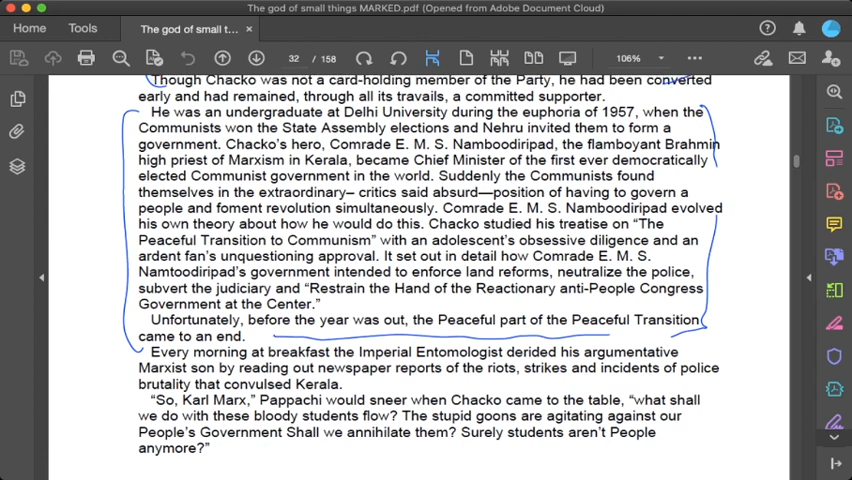 The god of small things MARKED.pdf (Opened from Adobe Document Cloud)
Home Tools The god of small t... ×
32 / 158 106%
Though Chacko was not a card-holding member of the Party, he had been converted
early and had remained, through all its travails, a committed supporter.
He was an undergraduate at Delhi University during the euphoria of 1957, when the
Communists won the State Assembly elections and Nehru invited them to form a
government. Chacko's hero, Comrade E. M. S. Namboodiripad, the flamboyant Brahmin
high priest of Marxism in Kerala, became Chief Minister of the first ever democratically
elected Communist government in the world. Suddenly the Communists found
themselves in the extraordinary– critics said absurd—position of having to govern a
people and foment revolution simultaneously. Comrade E. M. S. Namboodiripad evolved
his own theory about how he would do this. Chacko studied his treatise on “The
Peaceful Transition to Communism” with an adolescent's obsessive diligence and an
ardent fan's unquestioning approval. It set out in detail how Comrade E. M. S.
Namtoodiripad's government intended to enforce land reforms, neutralize the police,
subvert the judiciary and “Restrain the Hand of the Reactionary anti-People Congress
Government at the Center.”
Unfortunately, before the year was out, the Peaceful part of the Peaceful Transition
came to an end.
Every morning at breakfast the Imperial Entomologist derided his argumentative
Marxist son by reading out newspaper reports of the riots, strikes and incidents of police
brutality that convulsed Kerala.
“So, Karl Marx,” Pappachi would sneer when Chacko came to the table, “what shall
we do with these bloody students flow? The stupid goons are agitating against our
People's Government Shall we annihilate them? Surely students aren't People
anymore?”